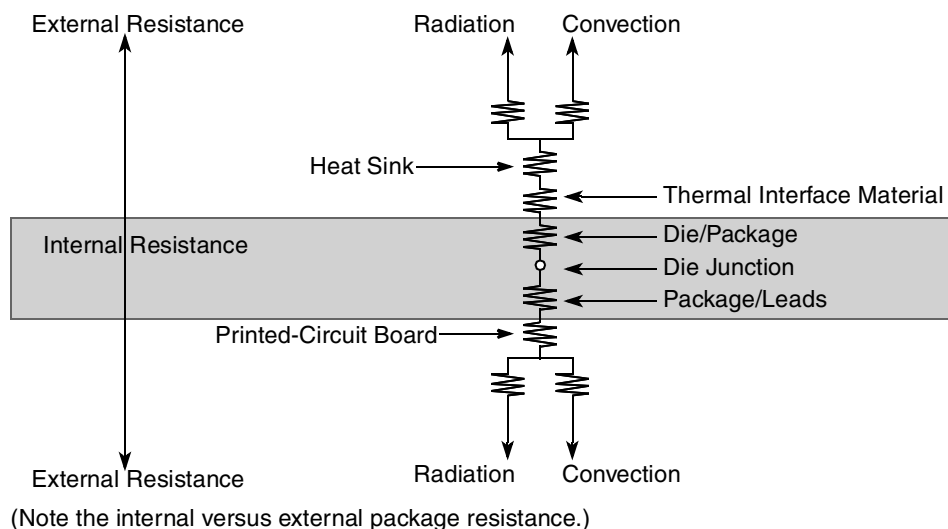 External Resistance
Radiation
Convection
Heat Sink
Thermal Interface Material
Internal Resistance
Die/Package
Die Junction
Package/Leads
Printed-Circuit Board
External Resistance
Radiation
Convection
(Note the internal versus external package resistance.)